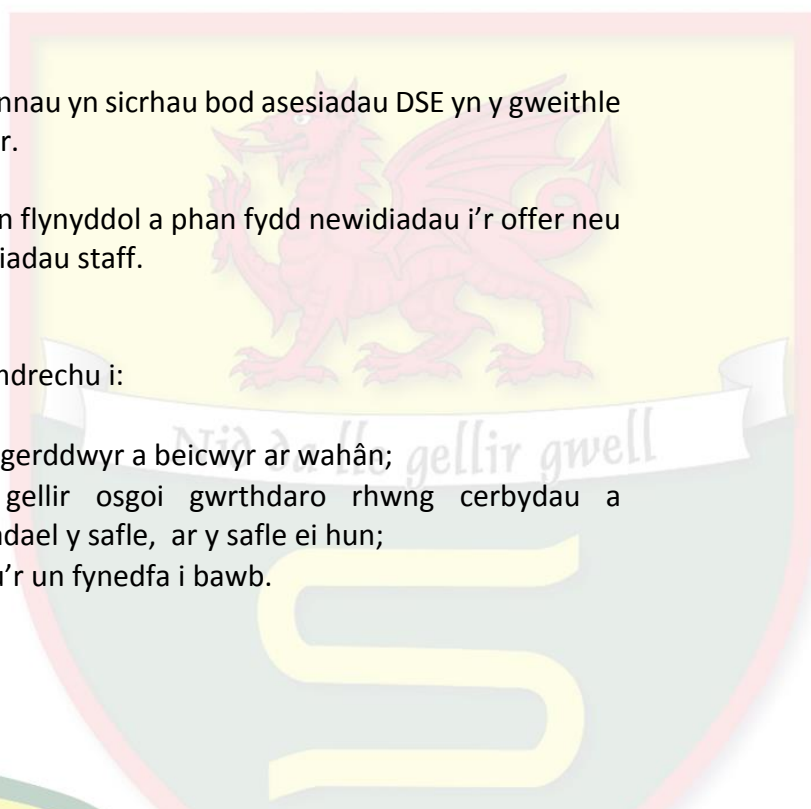 nnau yn sicrhau bod asesiadau DSE yn y gweithle
r.
n flynyddol a phan fydd newidiadau i’r offer neu
iadau staff.
ndrechu i:
gerddwyr a beicwyr ar wahân;
gellir osgoi gwrthdaro rhwng cerbydau a
dael y safle, ar y safle ei hun;
u’r un fynedfa i bawb.
Nid da lle gellir gwell